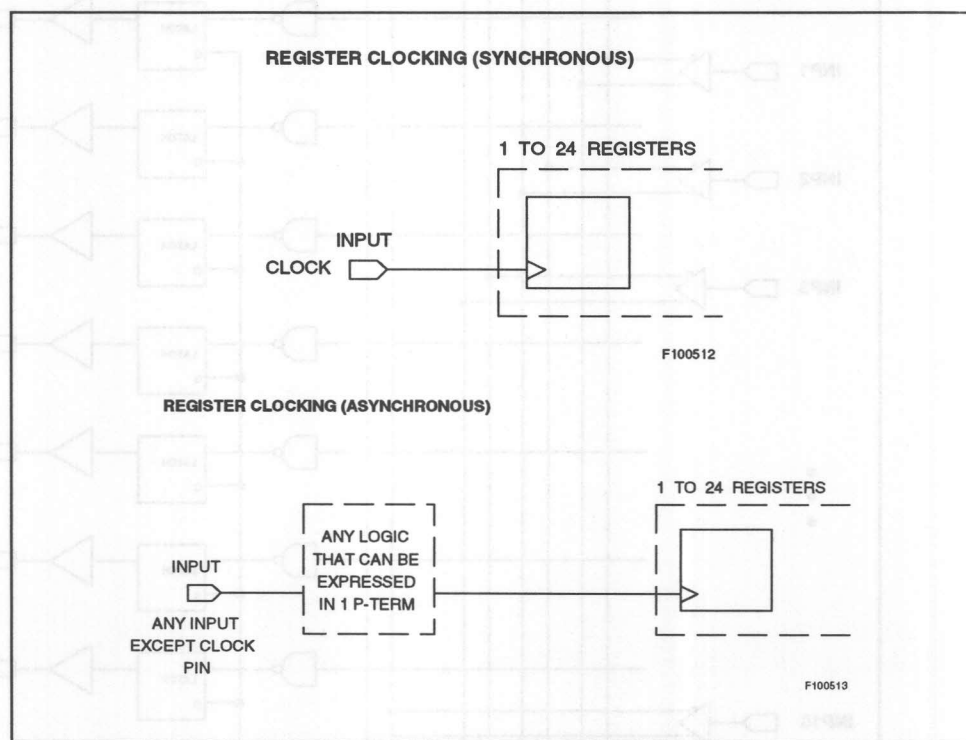 REGISTER CLOCKING (SYNCHRONOUS)
1 TO 24 REGISTERS
INPUT
CLOCK
F100512
REGISTER CLOCKING (ASYNCHRONOUS)
1 TO 24 REGISTERS
ANY LOGIC
THAT CAN BE
EXPRESSED
IN 1 P-TERM
INPUT
ANY INPUT
EXCEPT CLOCK
PIN
F100513